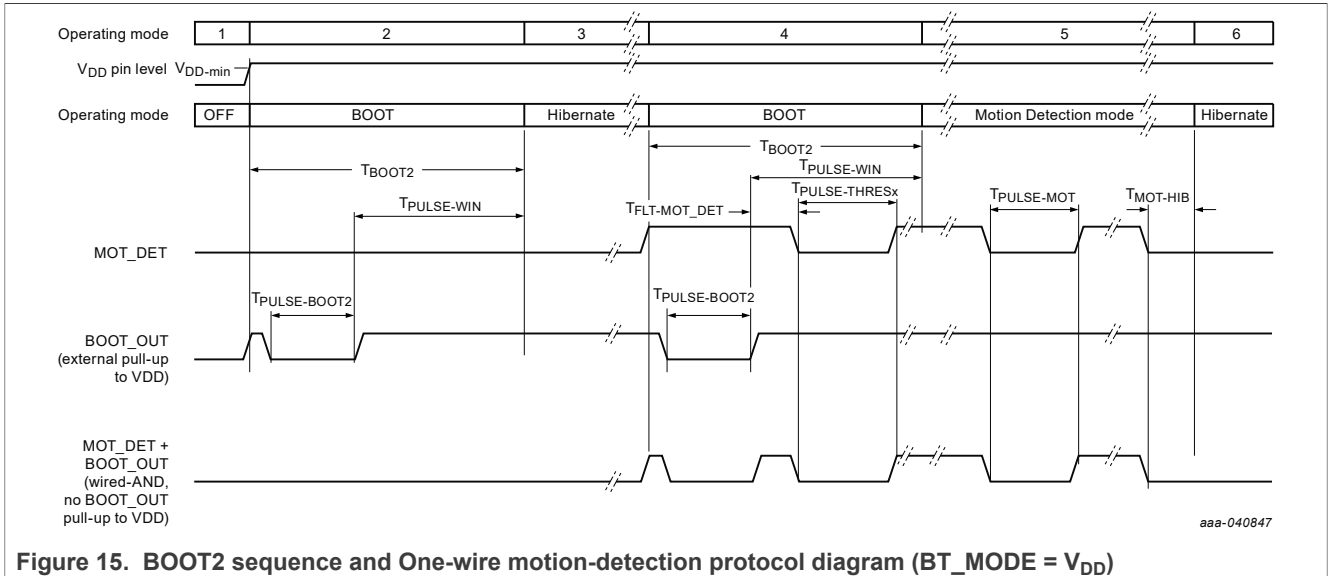 Operating mode 1 2 3 4 5 6
VDD pin level VDD-min
Operating mode OFF BOOT Hibernate BOOT Motion Detection mode Hibernate
TBOOT2 TBOOT2
TPULSE-WIN TPULSE-WIN
TFLT-MOT_DET TPULSE-THRESx TPULSE-MOT TMOT-HIB
MOT_DET
TPULSE-BOOT2 TPULSE-BOOT2
BOOT_OUT
(external pull-up
to VDD)
MOT_DET +
BOOT_OUT
(wired-AND,
no BOOT_OUT
pull-up to VDD)
aaa-040847
Figure 15. BOOT2 sequence and One-wire motion-detection protocol diagram (BT_MODE = VDD)